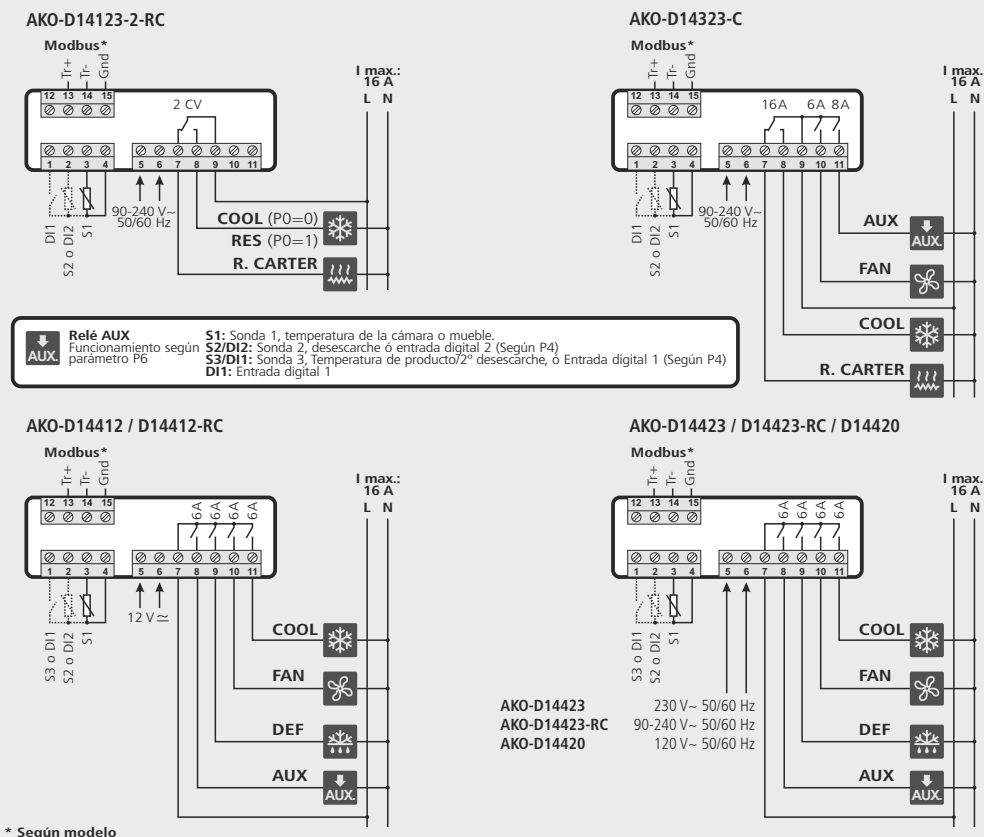 AKO-D14123-2-RC
Modbus*
Tr+ Tr- Gnd
12 13 14 15
I max.:
16 A
L N
2 CV
1 2 3 4 5 6 7 8 9 10 11
DI1
S2 o DI2
S1
90-240 V~
50/60 Hz
COOL (P0=0)
RES (P0=1)
R. CARTER
AKO-D14323-C
Modbus*
Tr+ Tr- Gnd
12 13 14 15
I max.
16 A
L N
16A 6A 8A
1 2 3 4 5 6 7 8 9 10 11
DI1
S2 o DI2
S1
90-240 V~
50/60 Hz
AUX
AUX.
FAN
COOL
R. CARTER
AUX.
Relé AUX
Funcionamiento según
parámetro P6
S1: Sonda 1, temperatura de la cámara o mueble.
S2/DI2: Sonda 2, desescarche ó entrada digital 2 (Según P4)
S3/DI1: Sonda 3, Temperatura de producto/2º desescarche, ó Entrada digital 1 (Según P4)
DI1: Entrada digital 1
AKO-D14412 / D14412-RC
Modbus*
Tr+ Tr- Gnd
12 13 14 15
I max.:
16 A
L N
6A 6A 6A 6A
1 2 3 4 5 6 7 8 9 10 11
S3 o DI1
S2 o DI2
S1
12 V ≂
COOL
FAN
DEF
AUX
AUX.
AKO-D14423 / D14423-RC / D14420
Modbus*
Tr+ Tr- Gnd
12 13 14 15
I max.
16 A
L N
6A 6A 6A 6A
1 2 3 4 5 6 7 8 9 10 11
S3 o DI1
S2 o DI2
S1
AKO-D14423 230 V~ 50/60 Hz
AKO-D14423-RC 90-240 V~ 50/60 Hz
AKO-D14420 120 V~ 50/60 Hz
COOL
FAN
DEF
AUX
AUX.
* Según modelo